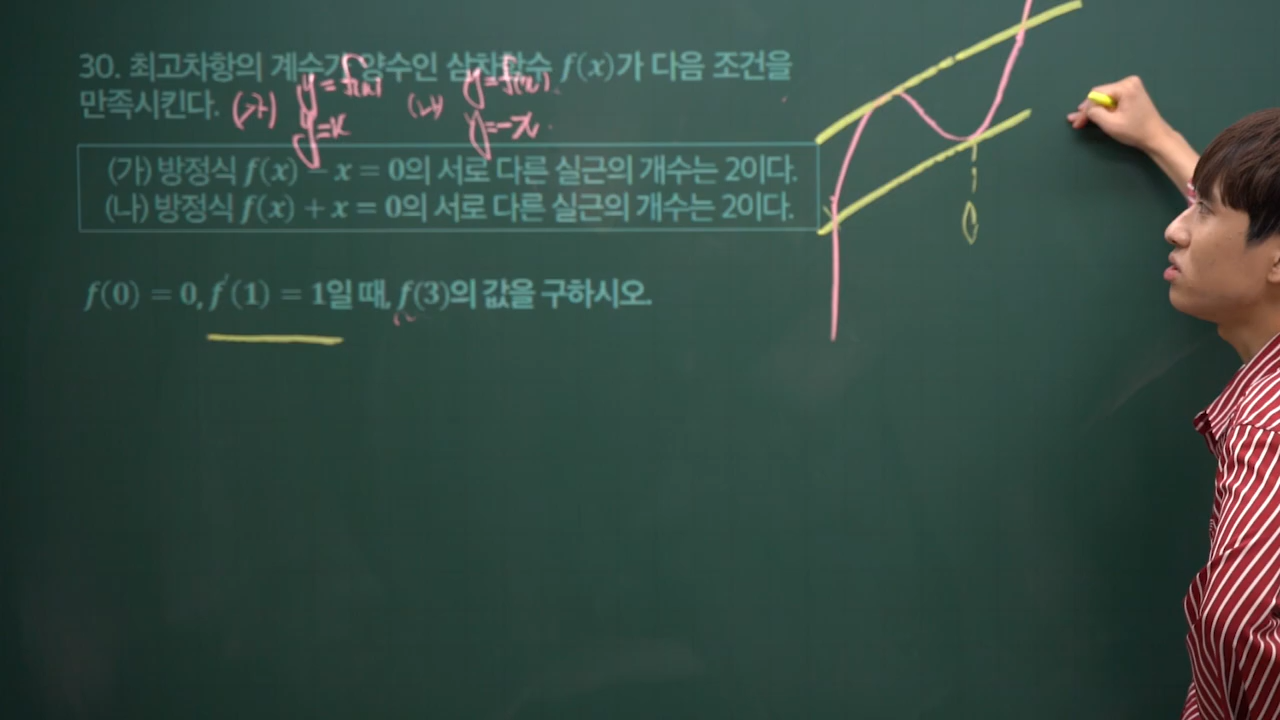 30. 최고차항의 계수가 양수인 삼차함수 f(x)가 다음 조건을
만족시킨다. (가) y=f(x) (나) y=f(x).
y=x y=-x.
(가) 방정식 f(x) - x = 0의 서로 다른 실근의 개수는 2이다.
(나) 방정식 f(x) + x = 0의 서로 다른 실근의 개수는 2이다.
f(0) = 0, f'(1) = 1일 때, f(3)의 값을 구하시오.